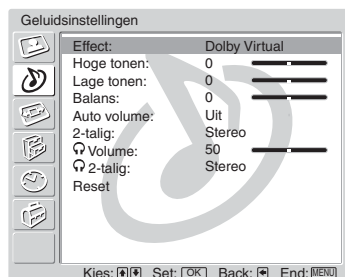 Geluidsinstellingen
Effect: Dolby Virtual
Hoge tonen: 0
Lage tonen: 0
Balans: 0
Auto volume: Uit
2-talig: Stereo
Volume: 50
2-talig: Stereo
Reset
Kies: Set: OK Back: End: MENU